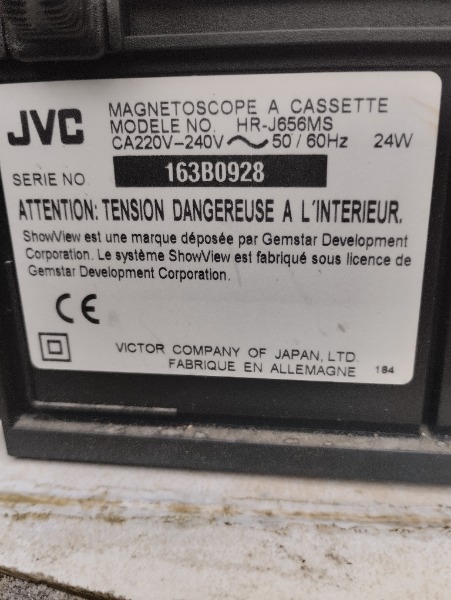 JVC
MAGNETOSCOPE A CASSETTE
MODELE NO. HR-J656MS
CA220V-240V ~ 50/60Hz 24W
SERIE NO. 163B0928
ATTENTION: TENSION DANGEREUSE A L'INTERIEUR.
ShowView est une marque déposée par Gemstar Development
Corporation. Le système ShowView est fabriqué sous licence de
Gemstar Development Corporation.
CE
VICTOR COMPANY OF JAPAN, LTD.
FABRIQUE EN ALLEMAGNE 184